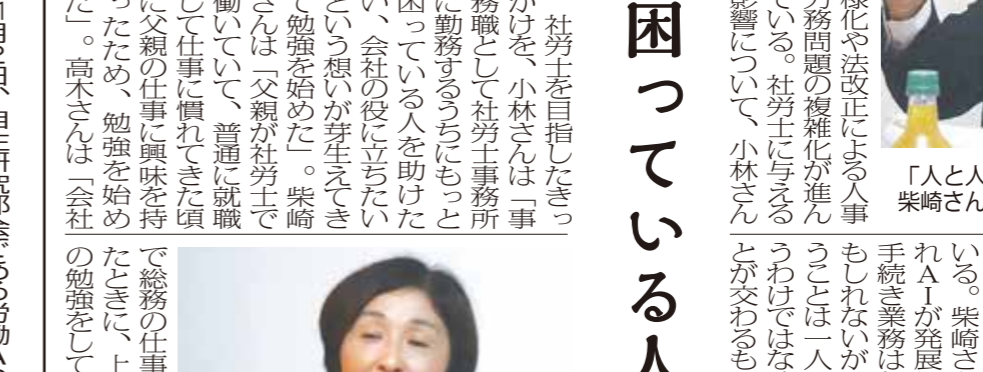 「人と人
柴崎さん
様化や法改正による人事
労務問題の複雑化が進ん
でいる。社労士に与える
影響について、小林さん
いる。柴崎さ
れAIが発展
手続き業務は
もしれないが
うことは一人
うわけではな
とが交わるも
困っている人
社労士を目指したきっ
かけを、小林さんは「事
務職として社労士事務所
に勤務するうちにもっと
困っている人を助けた
い、会社の役に立ちたい
という想いが芽生えてき
て勉強を始めた」。柴崎
さんは「父親が社労士で
働いていて、普通に就職
して仕事に慣れてきた頃
に父親の仕事に興味を持
ったため、勉強を始め
た」。高木さんは「会社
で総務の仕事
たときに、上
の勉強をして